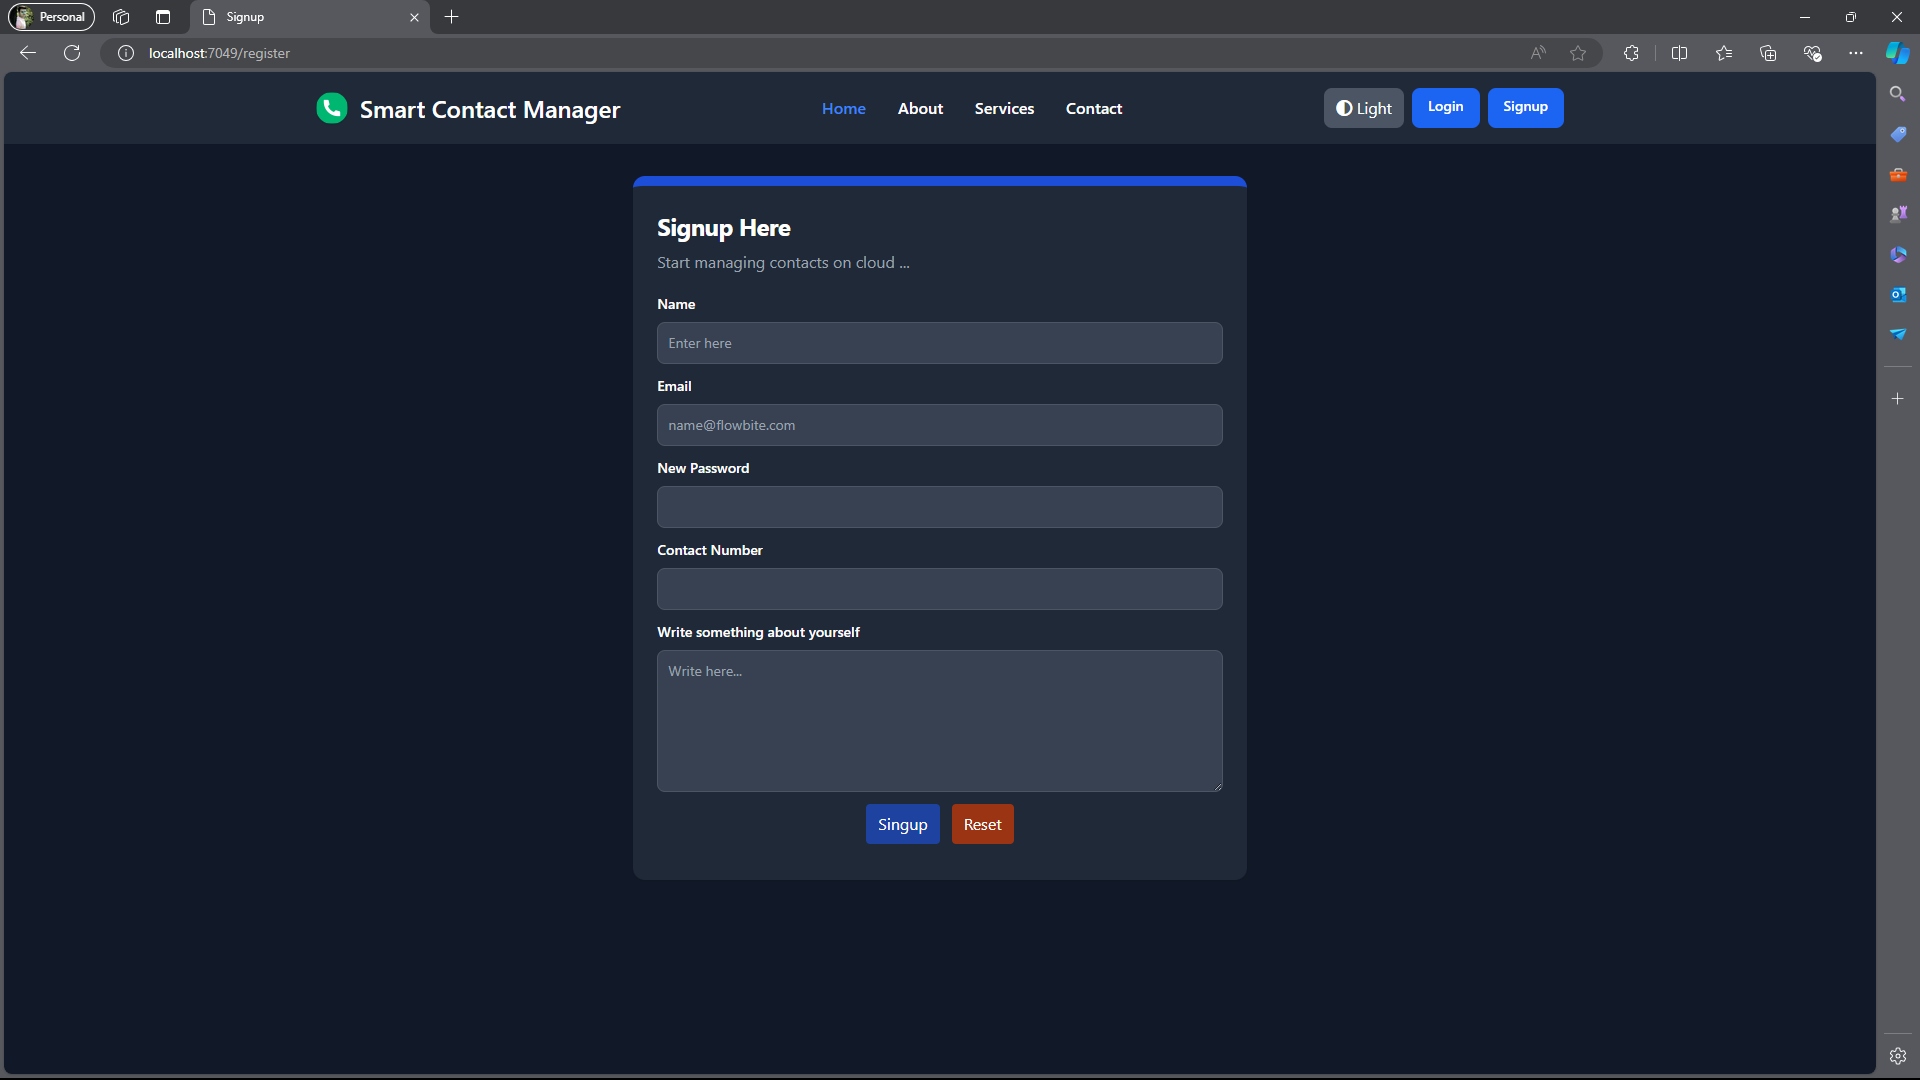 Personal
Signup
localhost:7049/register
Smart Contact Manager
Home About Services Contact
Light Login Signup
Signup Here
Start managing contacts on cloud ...
Name
Enter here
Email
name@flowbite.com
New Password
Contact Number
Write something about yourself
Write here...
Singup Reset